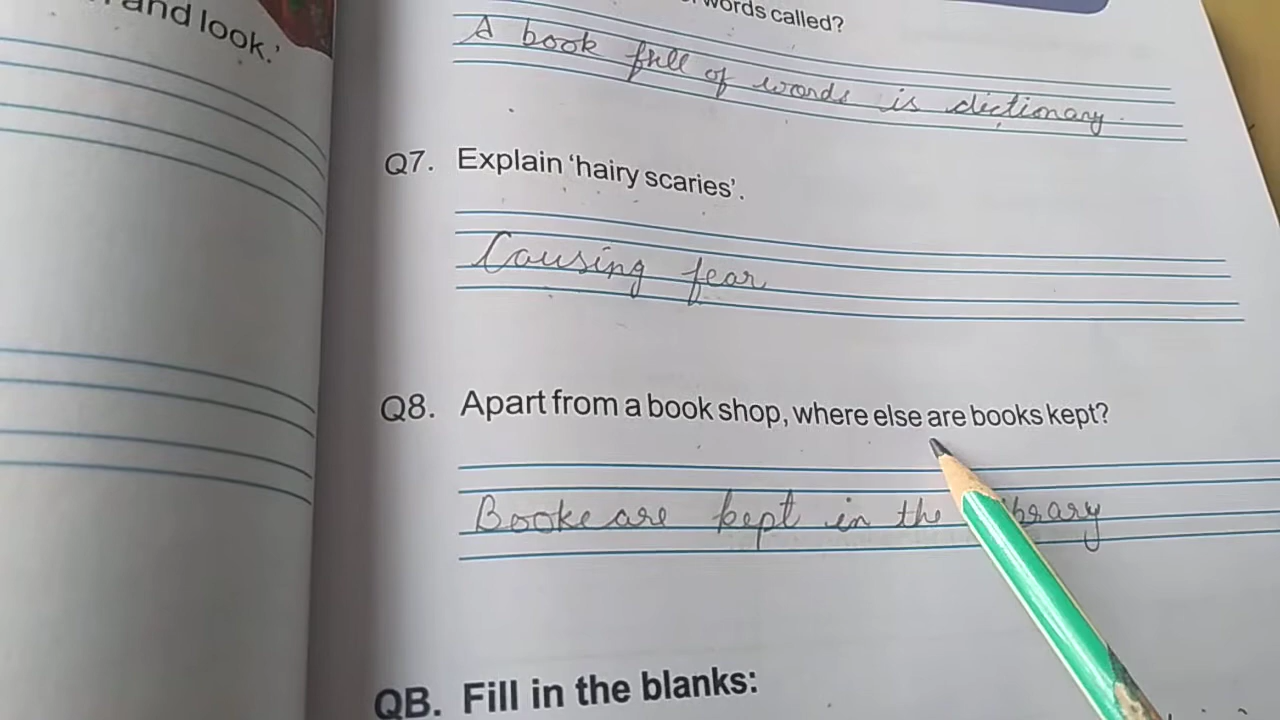 and look.'
words called?
A book full of words is dictionary.
Q7. Explain 'hairy scaries'.
Causing fear
Q8. Apart from a book shop, where else are books kept?
Booke are kept in the
QB. Fill in the blanks: